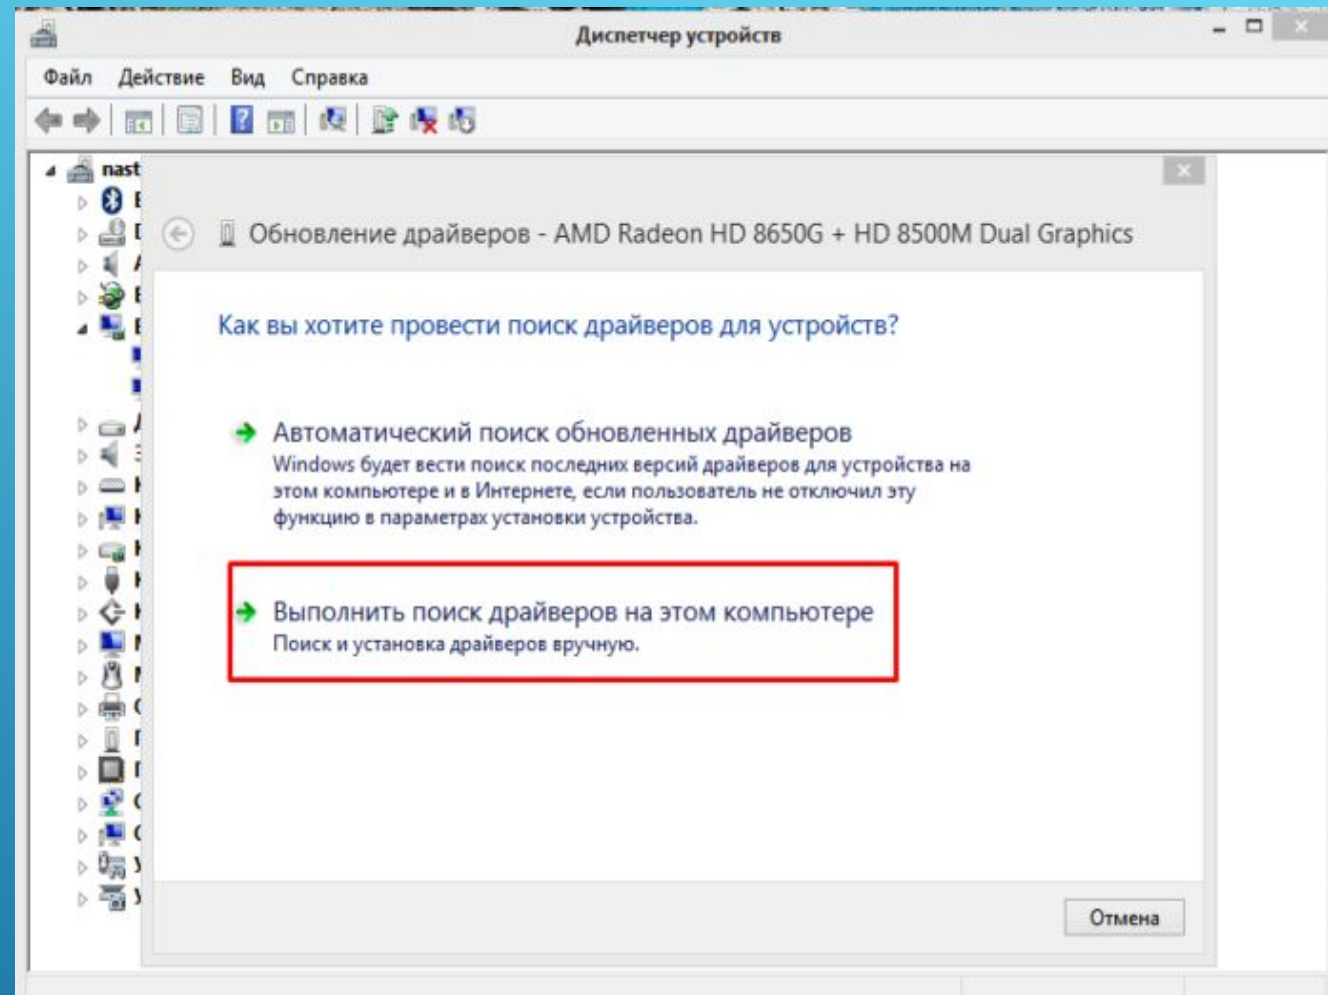 Диспетчер устройств
Файл Действие Вид Справка
nast
Обновление драйверов - AMD Radeon HD 8650G + HD 8500M Dual Graphics
Как вы хотите провести поиск драйверов для устройств?
Автоматический поиск обновленных драйверов
Windows будет вести поиск последних версий драйверов для устройства на
этом компьютере и в Интернете, если пользователь не отключил эту
функцию в параметрах установки устройства.
Выполнить поиск драйверов на этом компьютере
Поиск и установка драйверов вручную.
Отмена